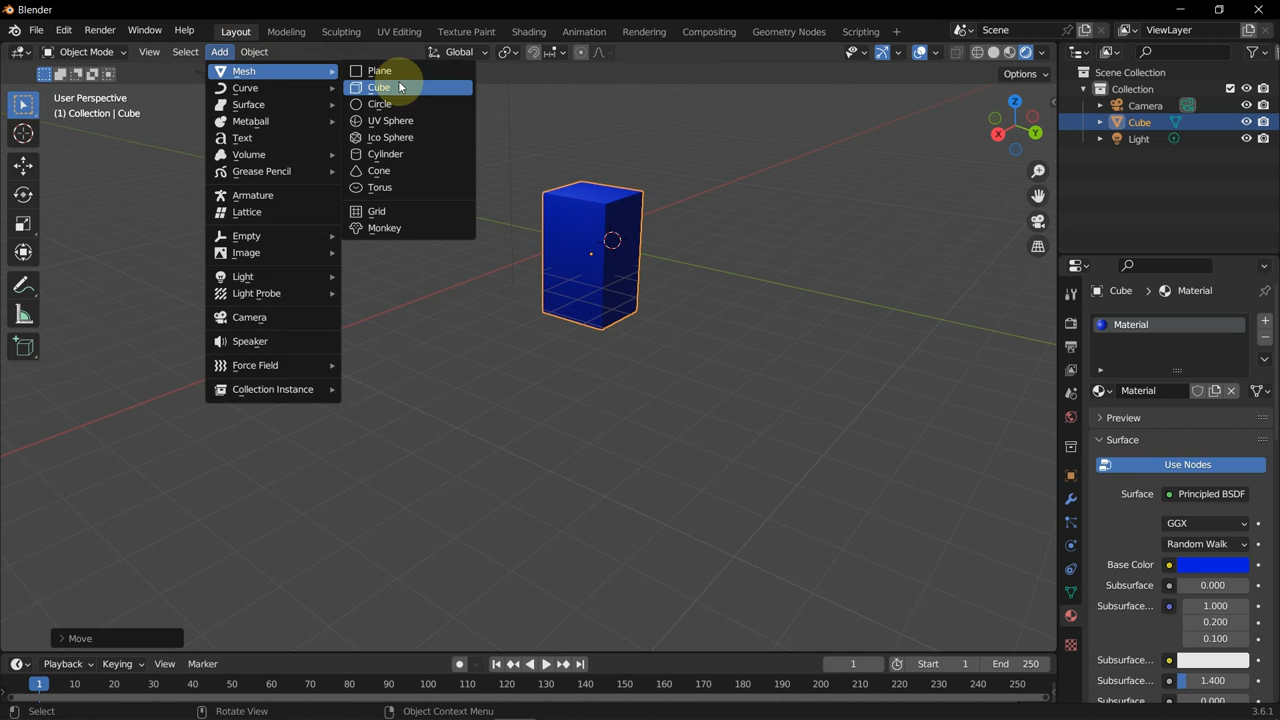 Blender
File Edit Render Window Help Layout Modeling Sculpting UV Editing Texture Paint Shading Animation Rendering Compositing Geometry Nodes Scripting + Scene ViewLayer
Object Mode View Select Add Object Global
Options
User Perspective
(1) Collection | Cube
Mesh
Curve
Surface
Metaball
Text
Volume
Grease Pencil
Armature
Lattice
Empty
Image
Light
Light Probe
Camera
Speaker
Force Field
Collection Instance
Plane
Cube
Circle
UV Sphere
Ico Sphere
Cylinder
Cone
Torus
Grid
Monkey
Z
X
Y
Scene Collection
Collection
Camera
Cube
Light
Cube > Material
Material
Material
Preview
Surface
Use Nodes
Surface Principled BSDF
GGX
Random Walk
Base Color
Subsurface 0.000
Subsurface... 1.000
0.200
0.100
Subsurface...
Subsurface... 1.400
0.000
> Move
Playback Keying View Marker 1 Start 1 End 250
1 10 20 30 40 50 60 70 80 90 100 110 120 130 140 150 160 170 180 190 200 210 220 230 240 250
Select Rotate View Object Context Menu 3.6.1